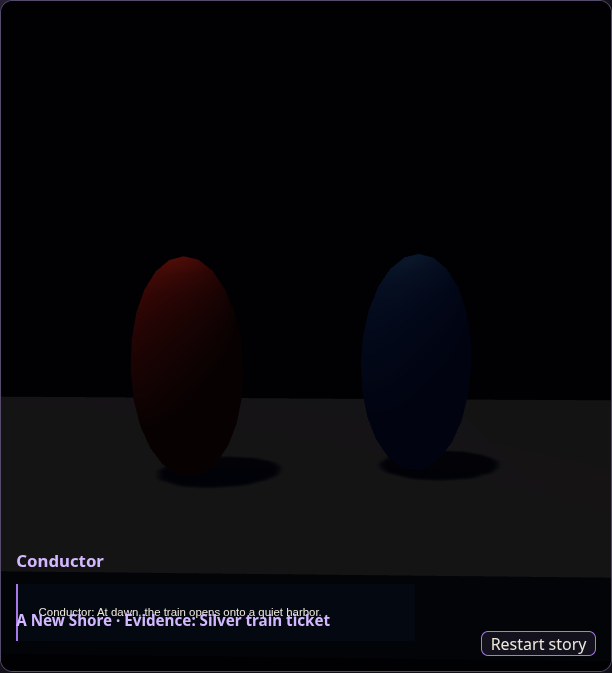 Conductor
Conductor: At dawn, the train opens onto a quiet harbor.
A New Shore · Evidence: Silver train ticket
Restart story